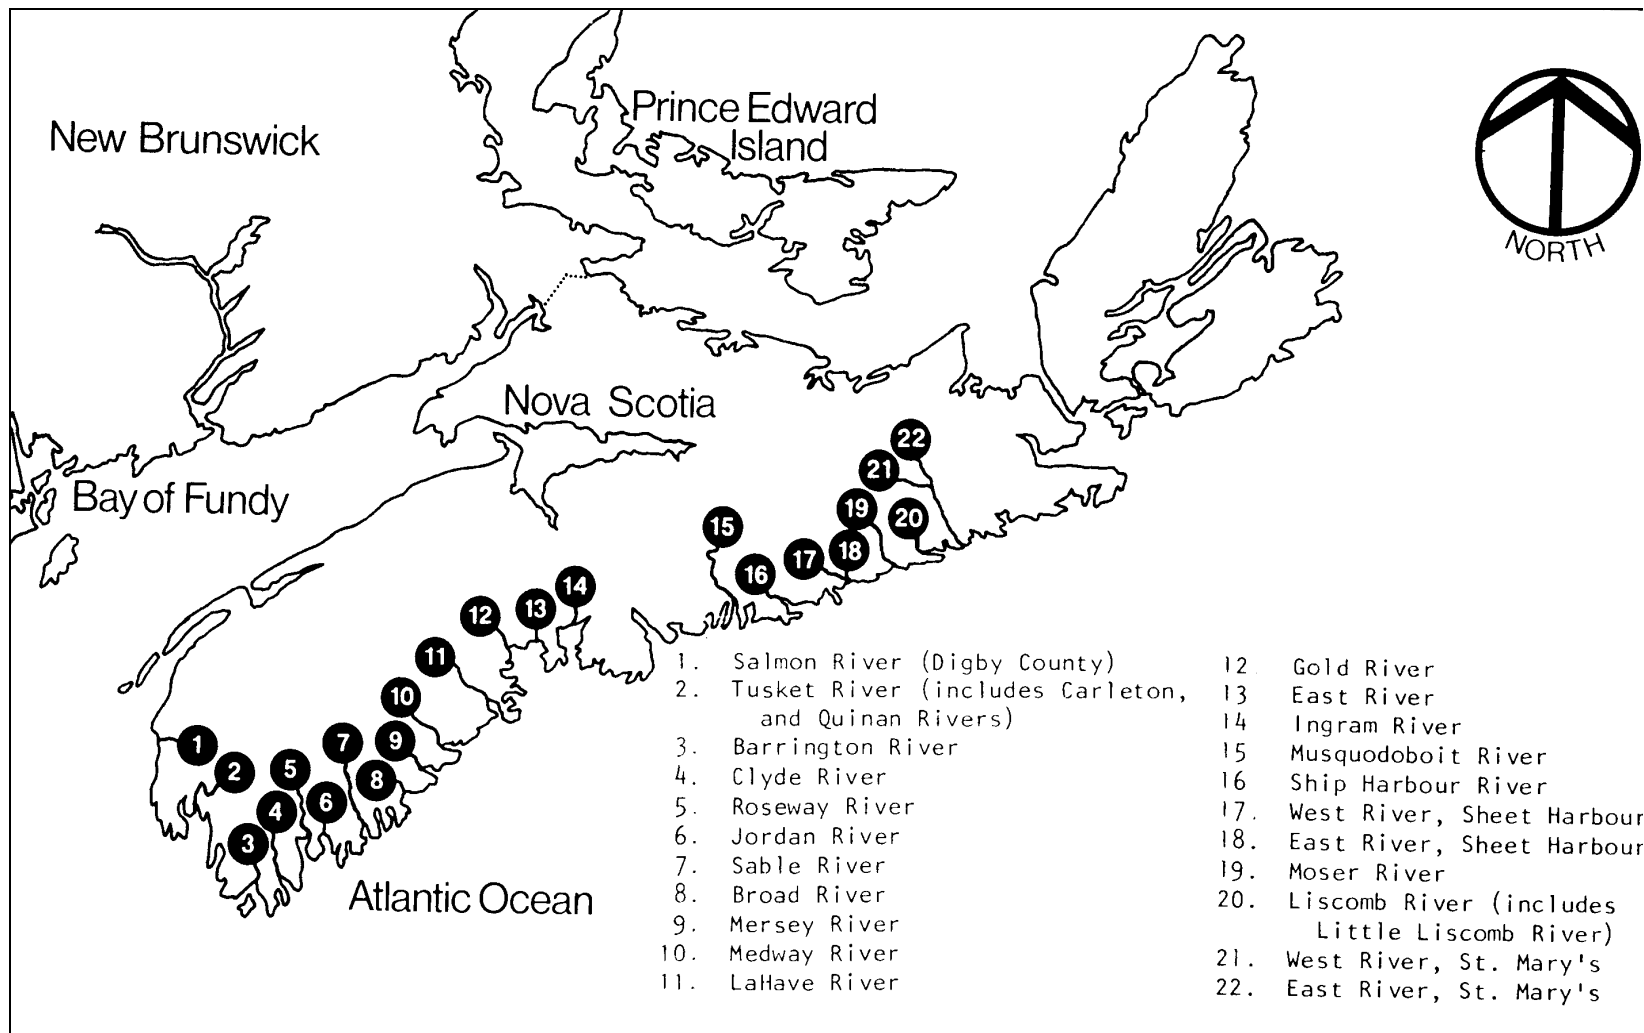 New Brunswick
Prince Edward
Island
NORTH
Nova Scotia
Bay of Fundy
Atlantic Ocean
22
21
19
20
15
18
17
16
14
13
12
11
10
9
7
1
5
2
8
6
4
3
1. Salmon River (Digby County)
2. Tusket River (includes Carleton,
and Quinan Rivers)
3. Barrington River
4. Clyde River
5. Roseway River
6. Jordan River
7. Sable River
8. Broad River
9. Mersey River
10. Medway River
11. LaHave River
12 Gold River
13 East River
14 Ingram River
15 Musquodoboit River
16 Ship Harbour River
17. West River, Sheet Harbour
18. East River, Sheet Harbour
19. Moser River
20. Liscomb River (includes
Little Liscomb River)
21. West River, St. Mary's
22. East River, St. Mary's